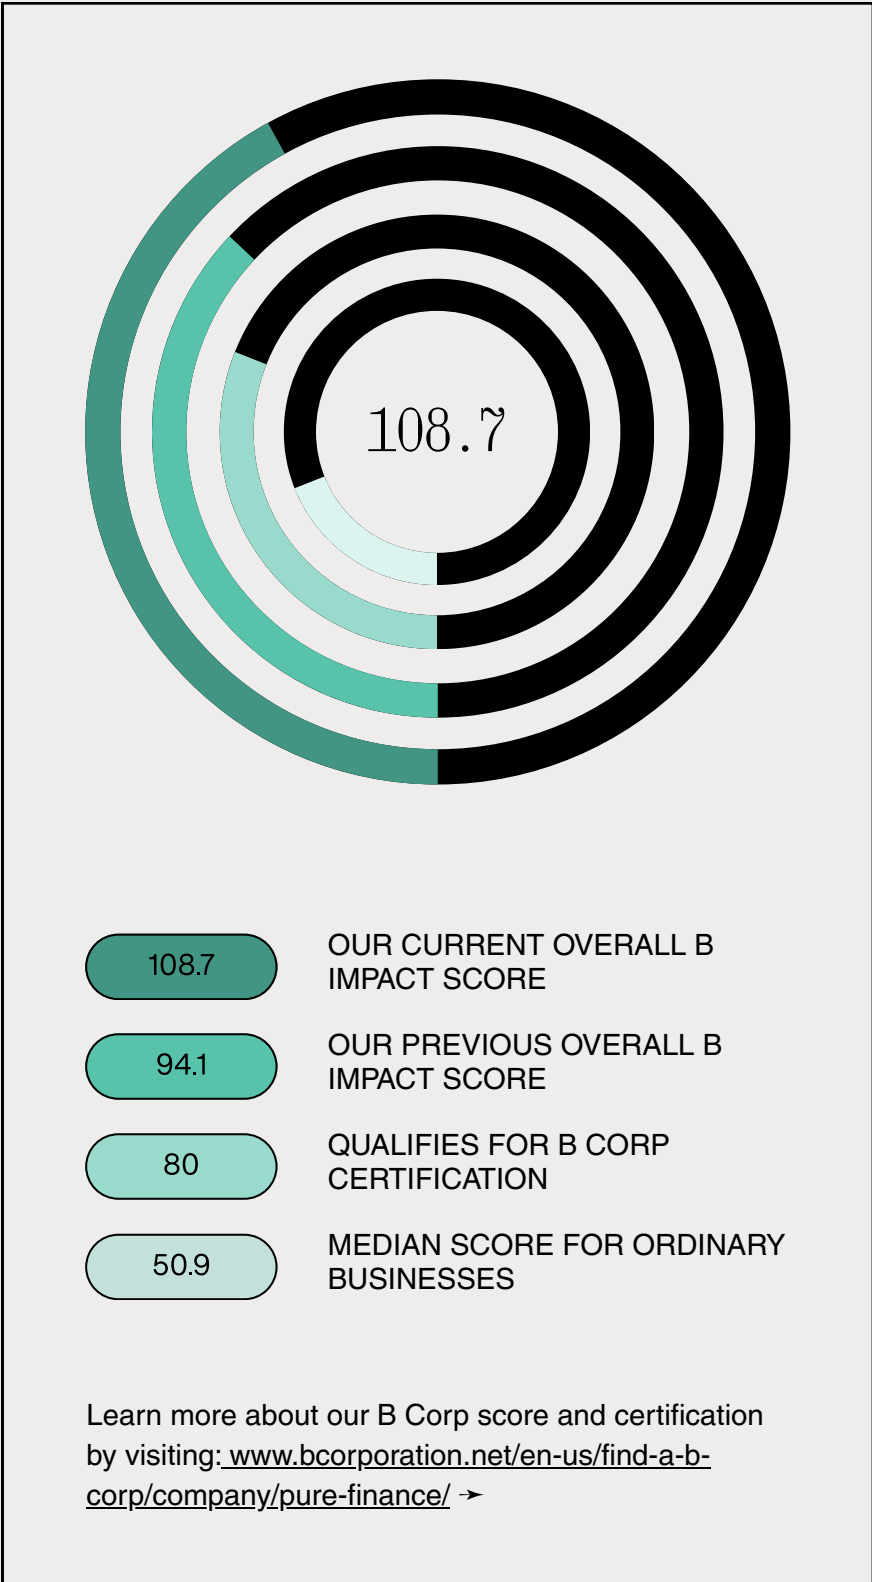 108.7
108.7
OUR CURRENT OVERALL B
IMPACT SCORE
94.1
OUR PREVIOUS OVERALL B
IMPACT SCORE
80
QUALIFIES FOR B CORP
CERTIFICATION
50.9
MEDIAN SCORE FOR ORDINARY
BUSINESSES
Learn more about our B Corp score and certification
by visiting: www.bcorporation.net/en-us/find-a-b-
corp/company/pure-finance/ ➛